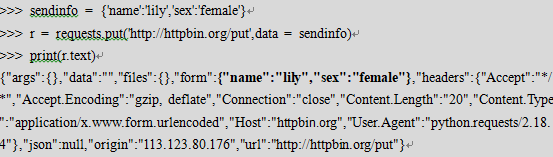 >>> sendinfo = {'name':'lily','sex':'female'}
>>> r = requests.put('http://httpbin.org/put',data = sendinfo)
>>> print(r.text)
{"args":{},"data":"","files":{},"form":{"name":"lily","sex":"female"},"headers":{"Accept":"*/
*","Accept.Encoding":"gzip, deflate","Connection":"close","Content.Length":"20","Content.Type
":"application/x.www.form.urlencoded","Host":"httpbin.org","User.Agent":"python.requests/2.18.
4"},"json":null,"origin":"113.123.80.176","url":"http://httpbin.org/put"}